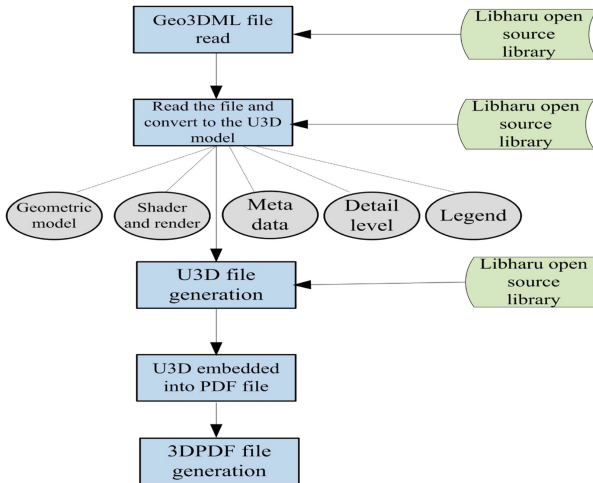 Geo3DML file
read
Libharu open
source
library
Read the file and
convert to the U3D
model
Libharu open
source
library
Geometric
model
Shader
and render
Meta
data
Detail
level
Legend
U3D file
generation
Libharu open
source
library
U3D embedded
into PDF file
3DPDF file
generation